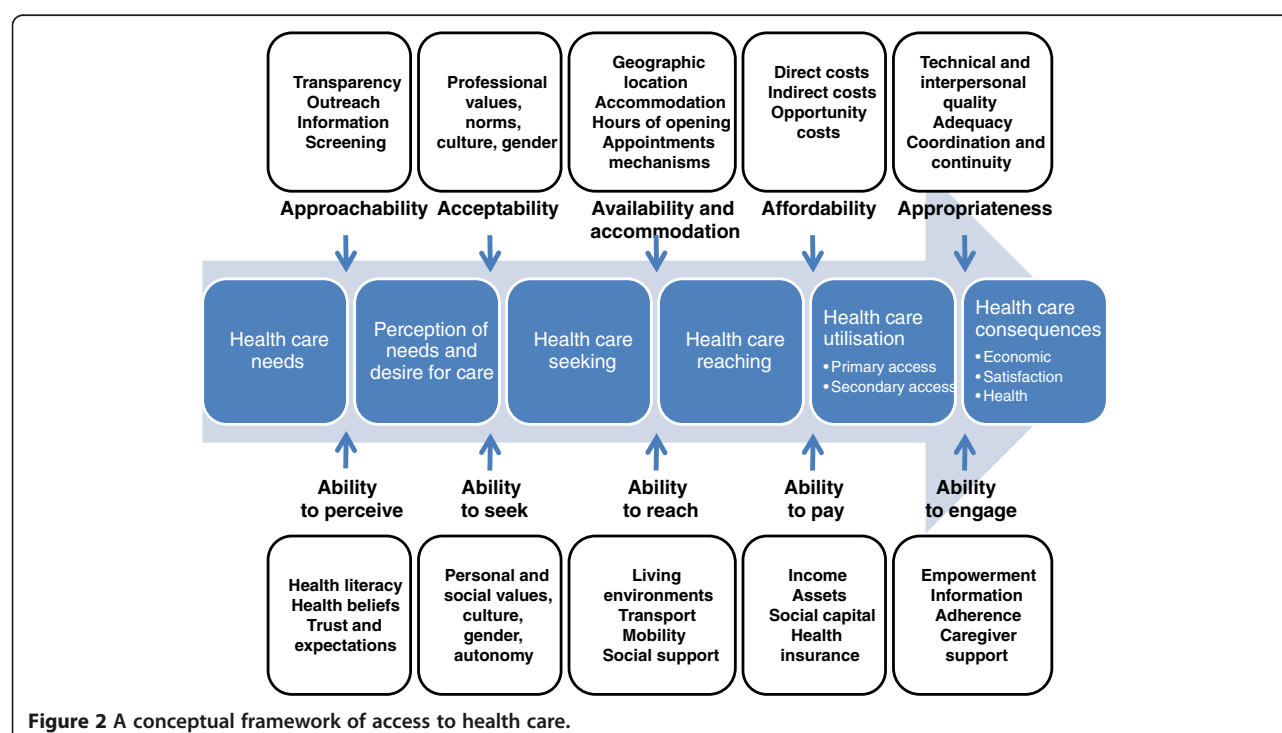 Transparency
Outreach
Information
Screening
Professional
values,
norms,
culture, gender
Geographic
location
Accommodation
Hours of opening
Appointments
mechanisms
Direct costs
Indirect costs
Opportunity
costs
Technical and
interpersonal
quality
Adequacy
Coordination and
continuity
Approachability
Acceptability
Availability and
accommodation
Affordability
Appropriateness
Health care
needs
Perception of
needs and
desire for care
Health care
seeking
Health care
reaching
Health care
utilisation
• Primary access
• Secondary access
Health care
consequences
• Economic
• Satisfaction
• Health
Ability
to perceive
Ability
to seek
Ability
to reach
Ability
to pay
Ability
to engage
Health literacy
Health beliefs
Trust and
expectations
Personal and
social values,
culture,
gender,
autonomy
Living
environments
Transport
Mobility
Social support
Income
Assets
Social capital
Health
insurance
Empowerment
Information
Adherence
Caregiver
support
Figure 2 A conceptual framework of access to health care.